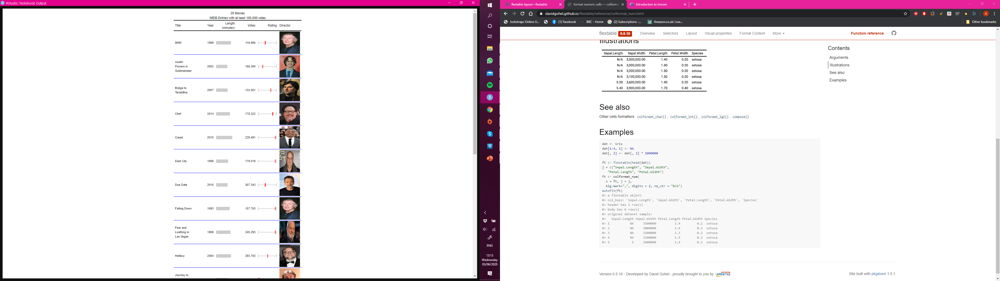 RStudio: Notebook Output
20 Movies
IMDB Entries with at least 100,000 votes
Title Year Length (minutes) Votes Rating Director
8MM 1999 116,986
Austin Powers in Goldmember 2002 186,300
Bridge to Terabithia 2007 133,561
Chef 2014 178,322
Creed 2015 229,491
Dark City 1998 179,019
Due Date 2010 307,343
Falling Down 1993 157,763
Fear and Loathing in Las Vegas 1998 245,293
Hellboy 2004 293,763
Journey to
ENG
13:13
Wednesday
03/06/2020
flextable layout • flextable
format numeric cells — colforma
Introduction to broom
davidgohel.github.io/flextable/reference/colformat_num.html
Jockstraps Online U... (1) Facebook BBC - Home (2) Subscriptions -... Amazon.co.uk: Low... Other bookmarks
flextable 0.5.10 Overview Selectors Layout Visual properties Format Content More Function reference
Illustrations
Sepal.Length Sepal.Width Petal.Length Petal.Width Species
N/A 3,500,000.00 1.40 0.20 setosa
N/A 3,000,000.00 1.40 0.20 setosa
N/A 3,200,000.00 1.30 0.20 setosa
N/A 3,100,000.00 1.50 0.20 setosa
5.00 3,600,000.00 1.40 0.20 setosa
5.40 3,900,000.00 1.70 0.40 setosa
See also
Other cells formatters: colformat_char(), colformat_int(), colformat_lgl(), compose()
Examples
dat <- iris
dat[1:4, 1] <- NA
dat[, 2] <- dat[, 2] * 1000000
ft <- flextable(head(dat))
j = c("Sepal.Length", "Sepal.Width",
"Petal.Length", "Petal.Width")
ft <- colformat_num(
x = ft, j = j,
big.mark=",", digits = 2, na_str = "N/A")
autofit(ft)
#> a flextable object.
#> col_keys: `Sepal.Length`, `Sepal.Width`, `Petal.Length`, `Petal.Width`, `Species`
#> header has 1 row(s)
#> body has 6 row(s)
#> original dataset sample:
#> Sepal.Length Sepal.Width Petal.Length Petal.Width Species
#> 1 NA 3500000 1.4 0.2 setosa
#> 2 NA 3000000 1.4 0.2 setosa
#> 3 NA 3200000 1.3 0.2 setosa
#> 4 NA 3100000 1.5 0.2 setosa
#> 5 5 3600000 1.4 0.2 setosa
Contents
Arguments
Illustrations
See also
Examples
Version 0.5.10 - Developed by David Gohel - proudly brought to you by ARDATA
Site built with pkgdown 1.5.1.